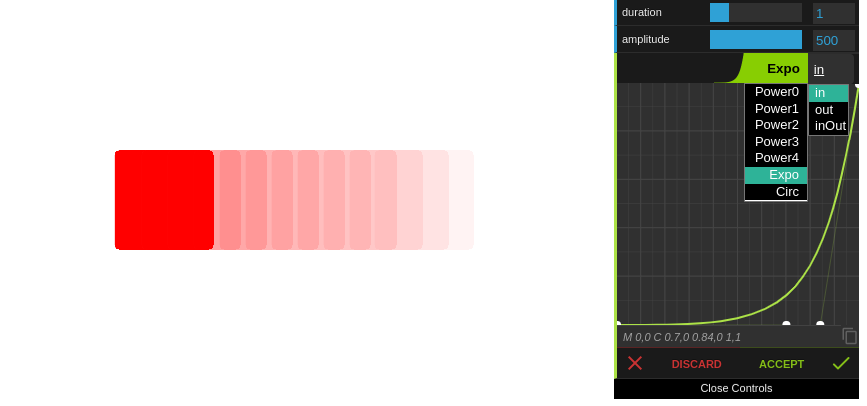 duration 1
amplitude 500
Expo in
Power0 in
Power1 out
Power2 inOut
Power3
Power4
Expo
Circ
M 0,0 C 0.7,0 0.84,0 1,1
DISCARD ACCEPT
Close Controls